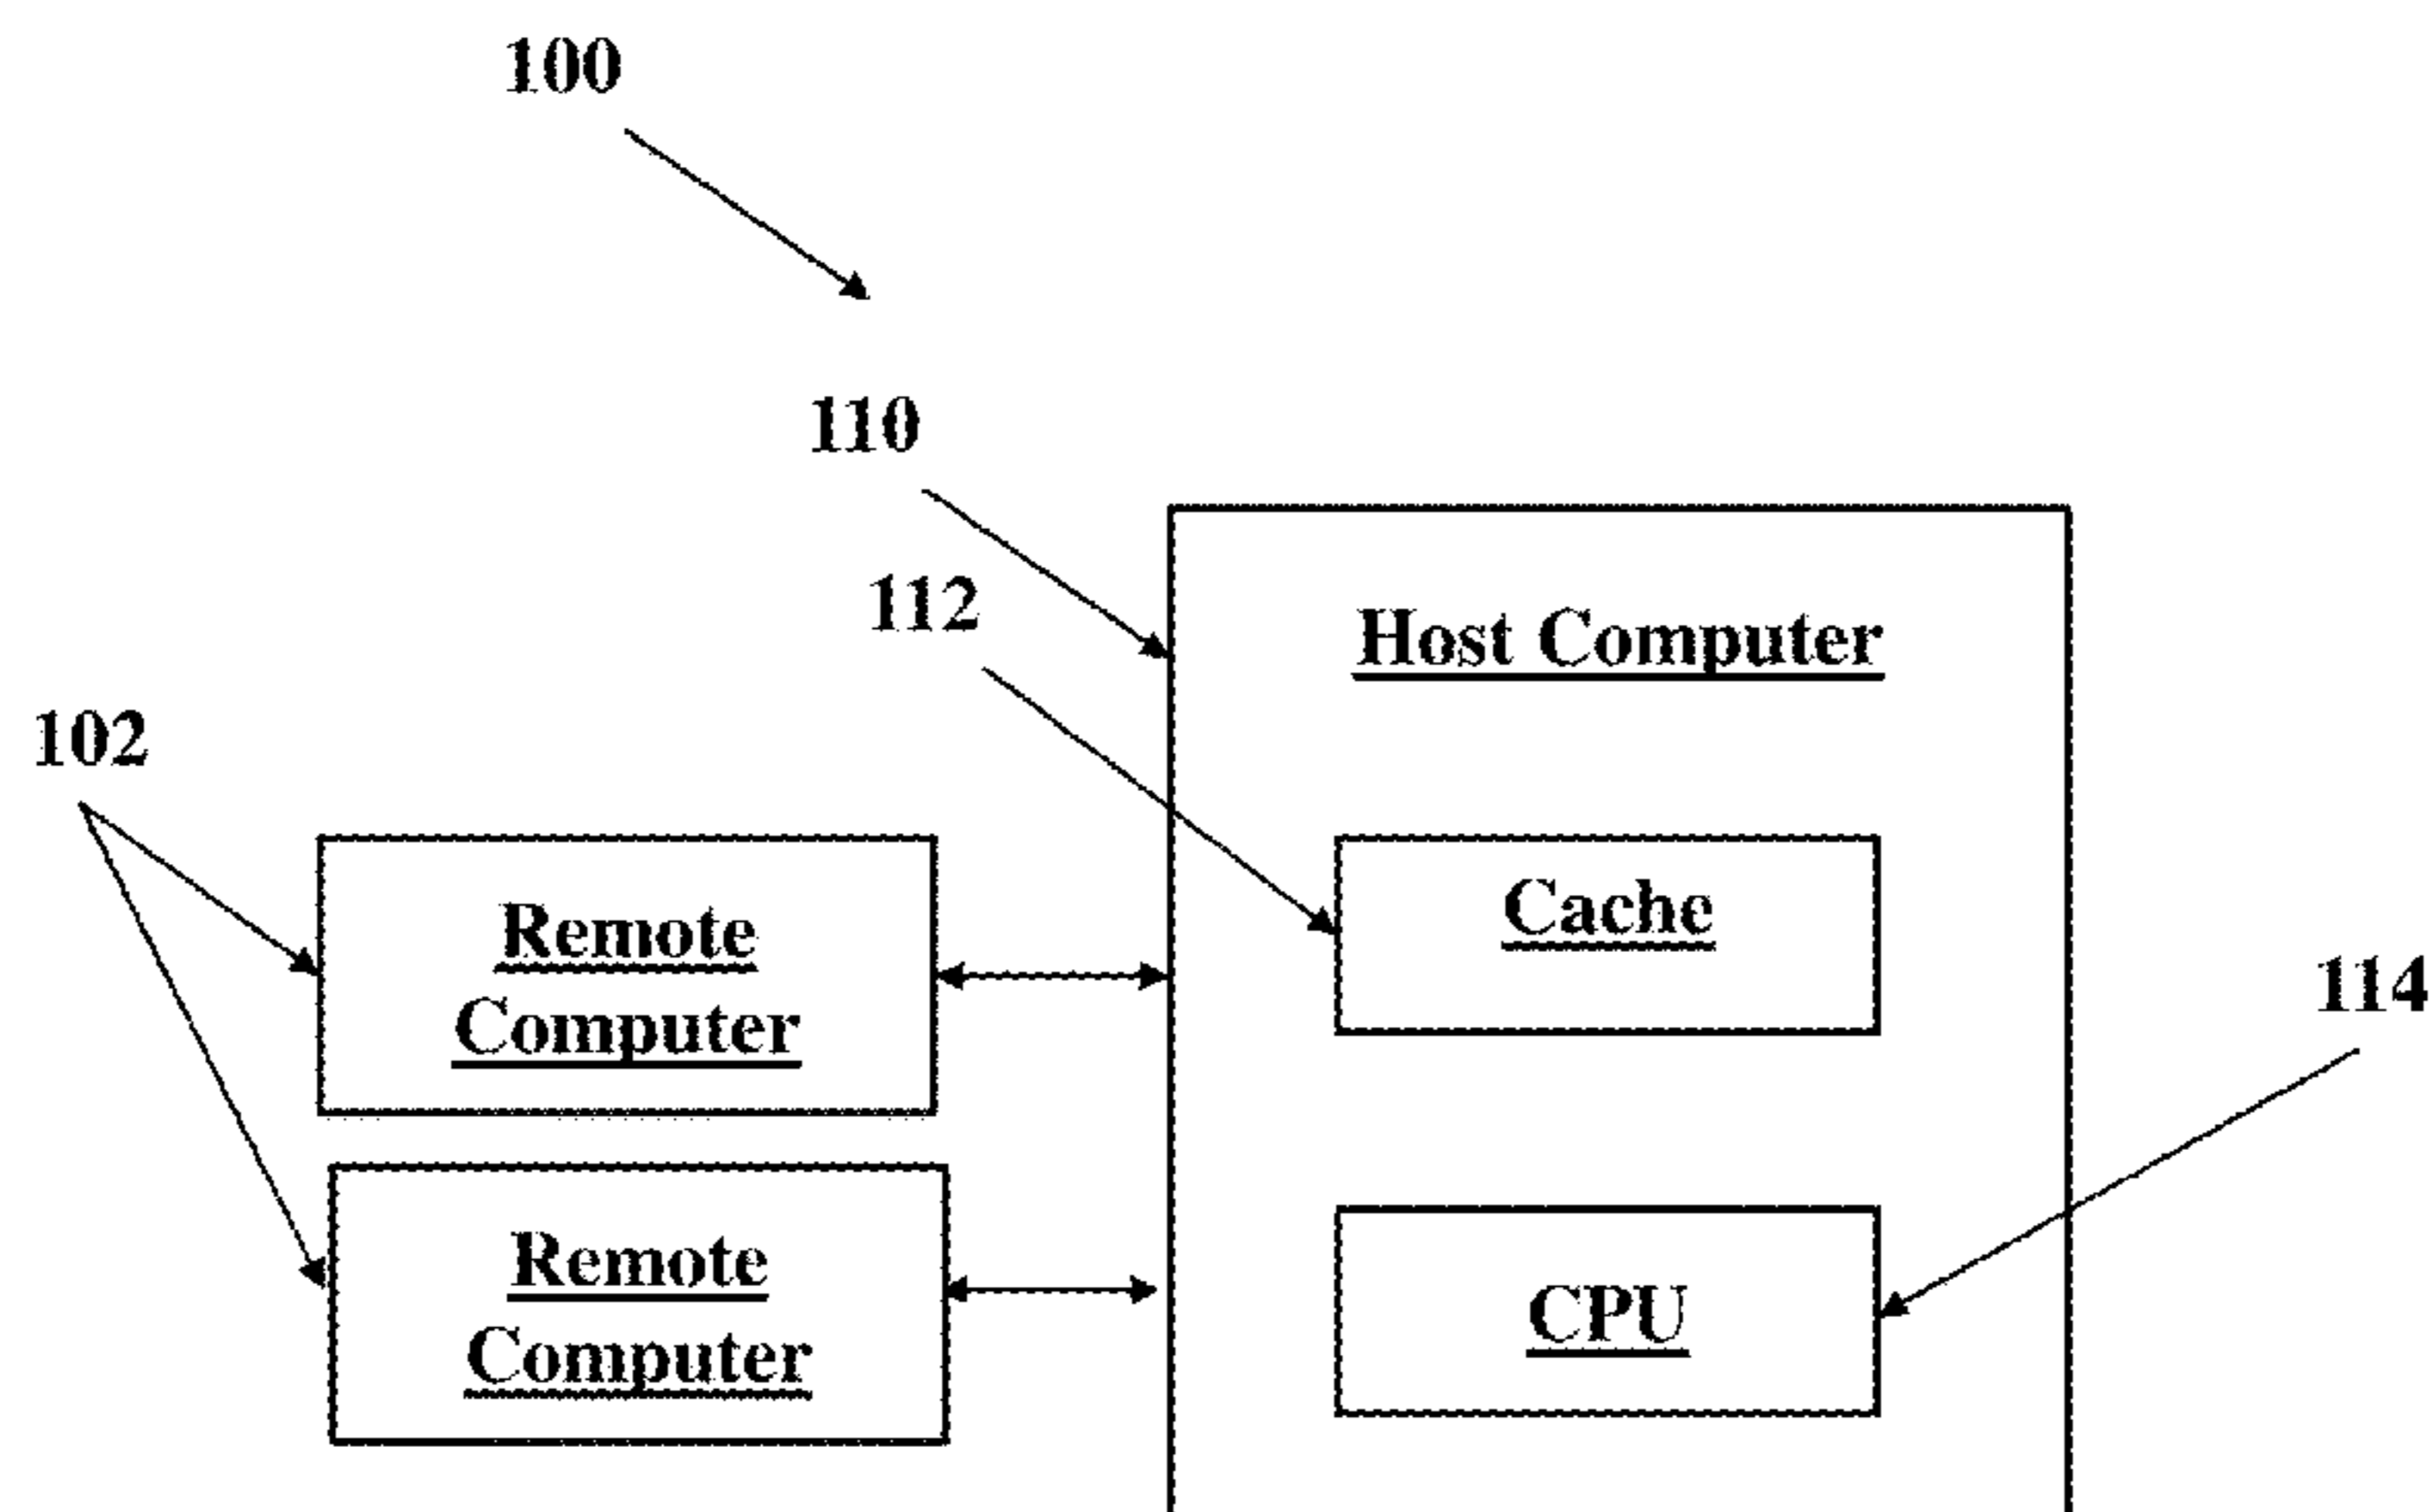 100
110
112
Host Computer
102
Cache
Remote
Computer
114
Remote
Computer
CPU